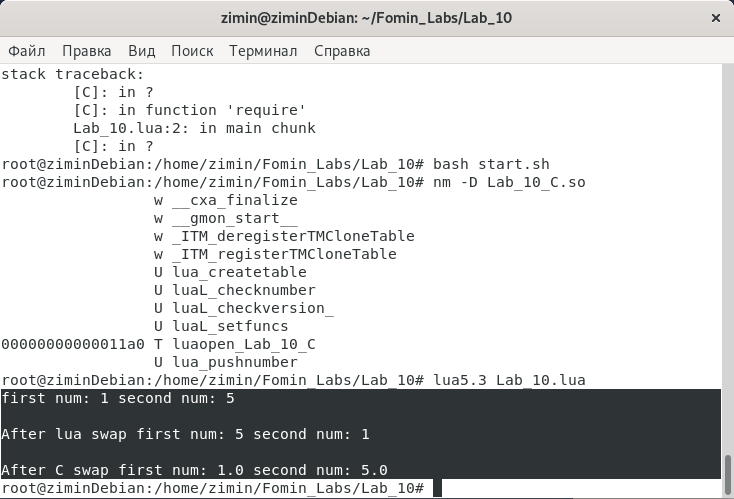 zimin@ziminDebian: ~/Fomin_Labs/Lab_10
Файл Правка Вид Поиск Терминал Справка
stack traceback:
        [C]: in ?
        [C]: in function 'require'
        Lab_10.lua:2: in main chunk
        [C]: in ?
root@ziminDebian:/home/zimin/Fomin_Labs/Lab_10# bash start.sh
root@ziminDebian:/home/zimin/Fomin_Labs/Lab_10# nm -D Lab_10_C.so
                 w __cxa_finalize
                 w __gmon_start__
                 w _ITM_deregisterTMCloneTable
                 w _ITM_registerTMCloneTable
                 U lua_createtable
                 U luaL_checknumber
                 U luaL_checkversion_
                 U luaL_setfuncs
00000000000011a0 T luaopen_Lab_10_C
                 U lua_pushnumber
root@ziminDebian:/home/zimin/Fomin_Labs/Lab_10# lua5.3 Lab_10.lua
first num: 1 second num: 5
After lua swap first num: 5 second num: 1
After C swap first num: 1.0 second num: 5.0
root@ziminDebian:/home/zimin/Fomin_Labs/Lab_10#